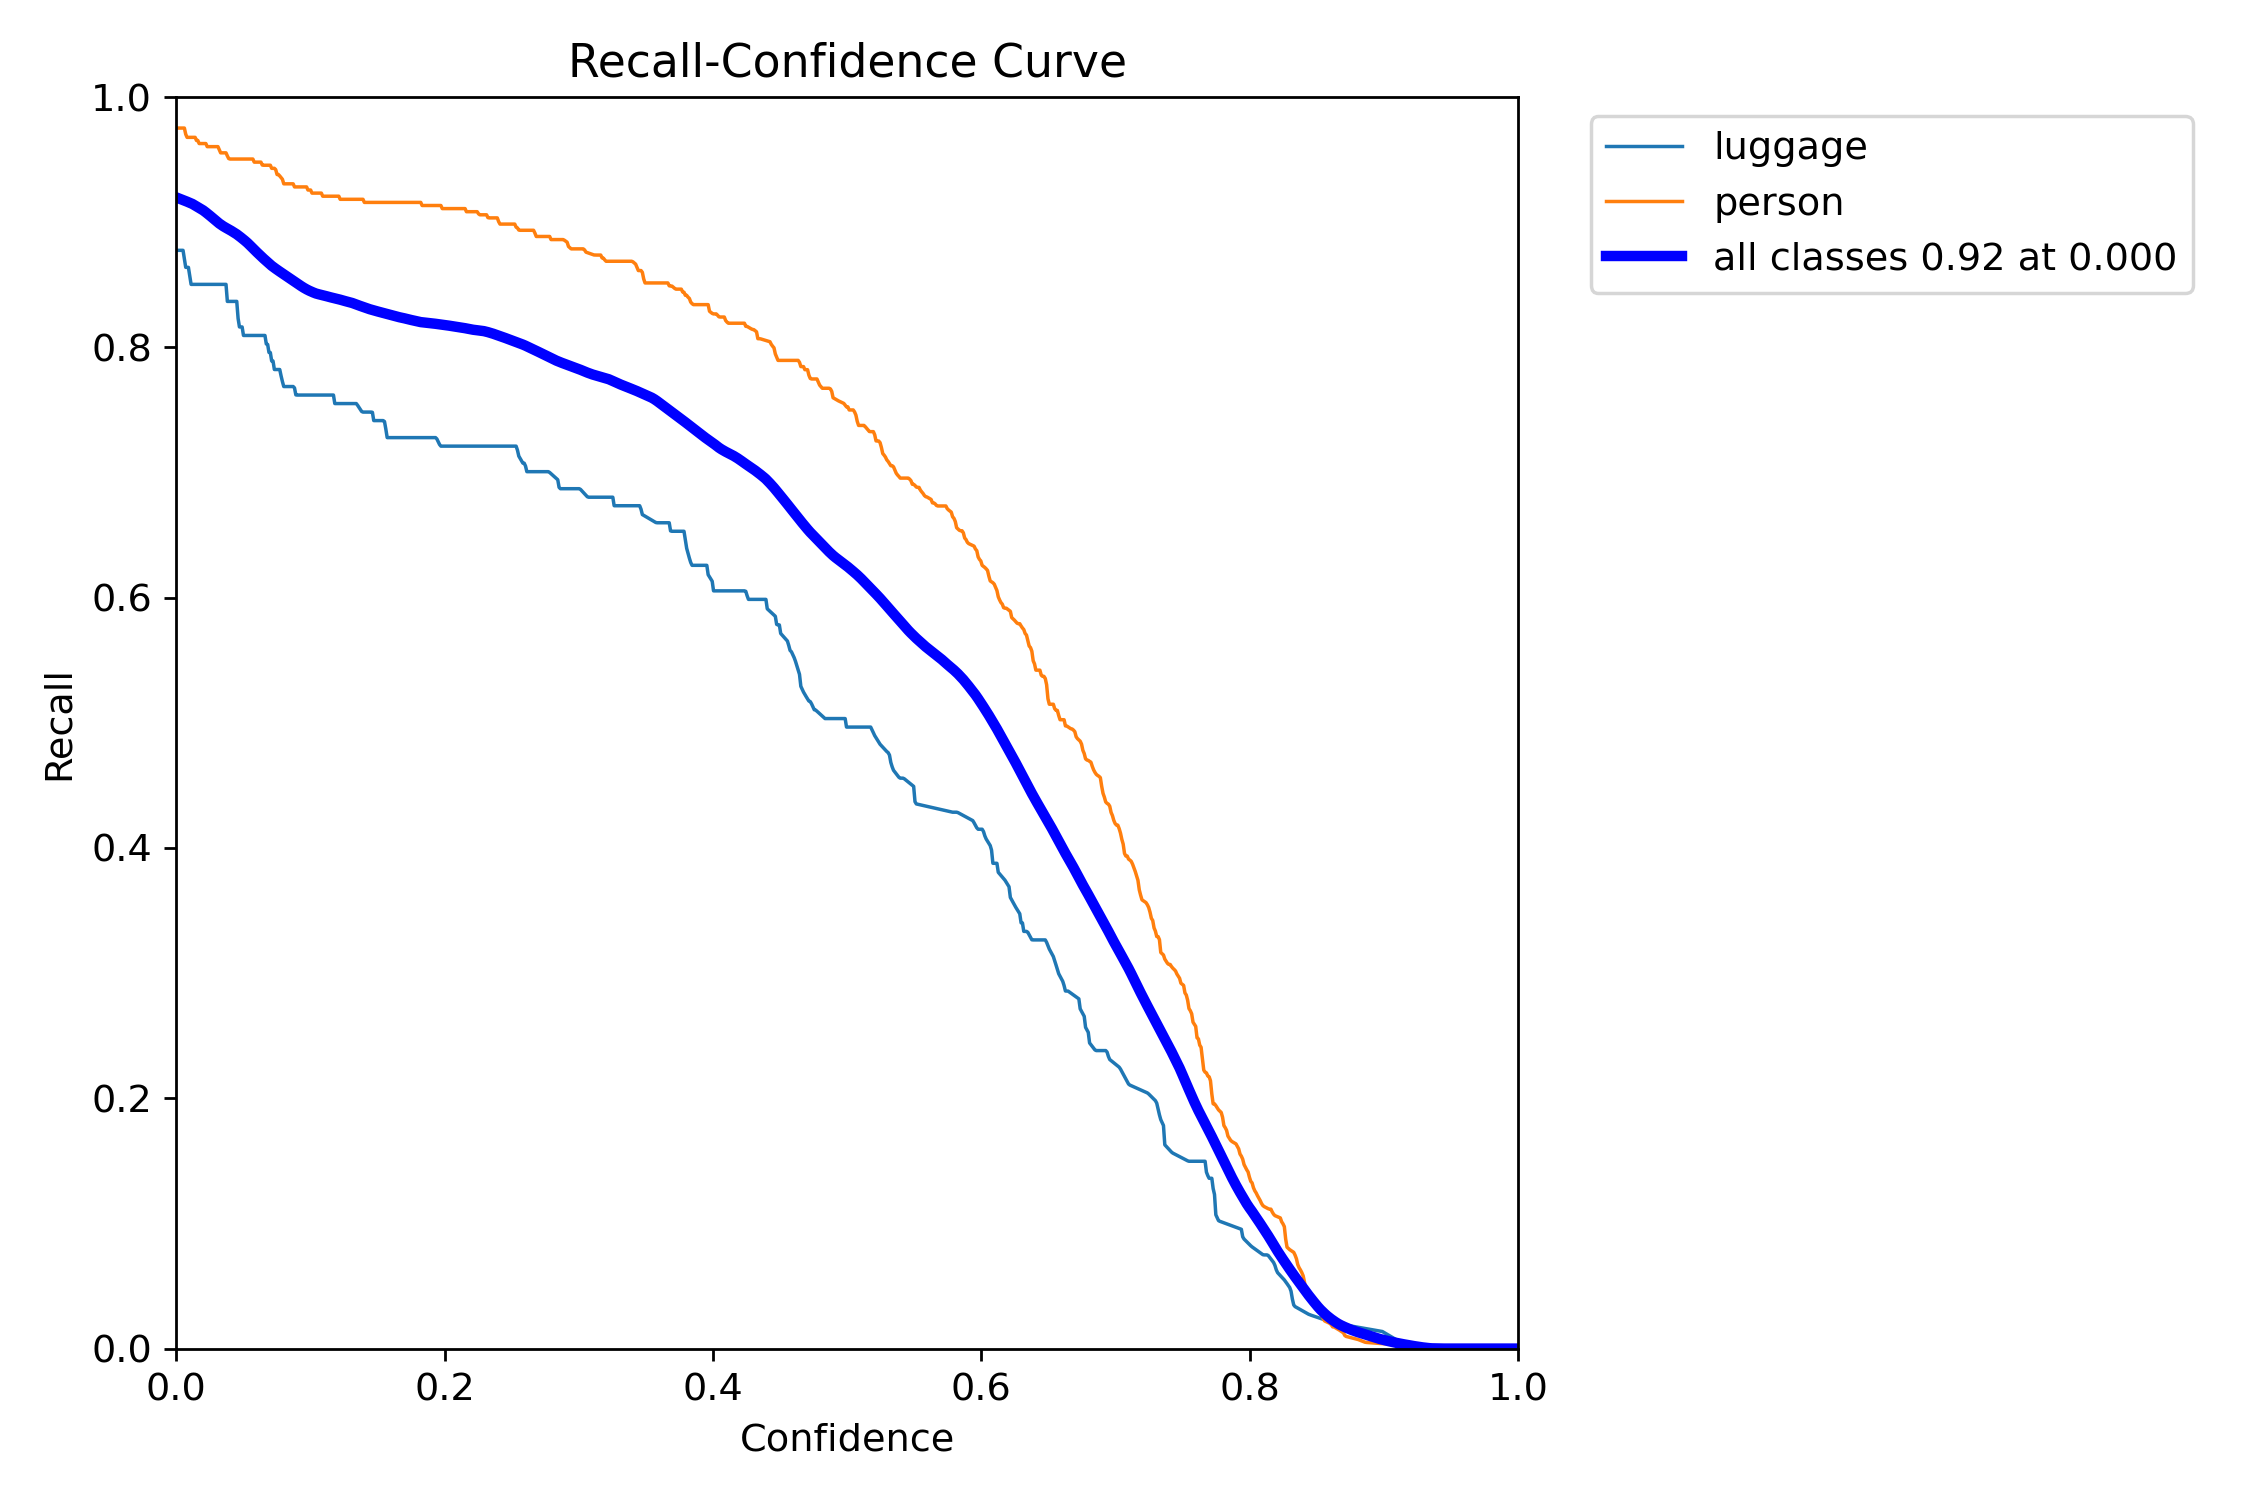 Recall-Confidence Curve
luggage
person
all classes 0.92 at 0.000
Recall
1.0
0.8
0.6
0.4
0.2
0.0
0.0 0.2 0.4 0.6 0.8 1.0
Confidence